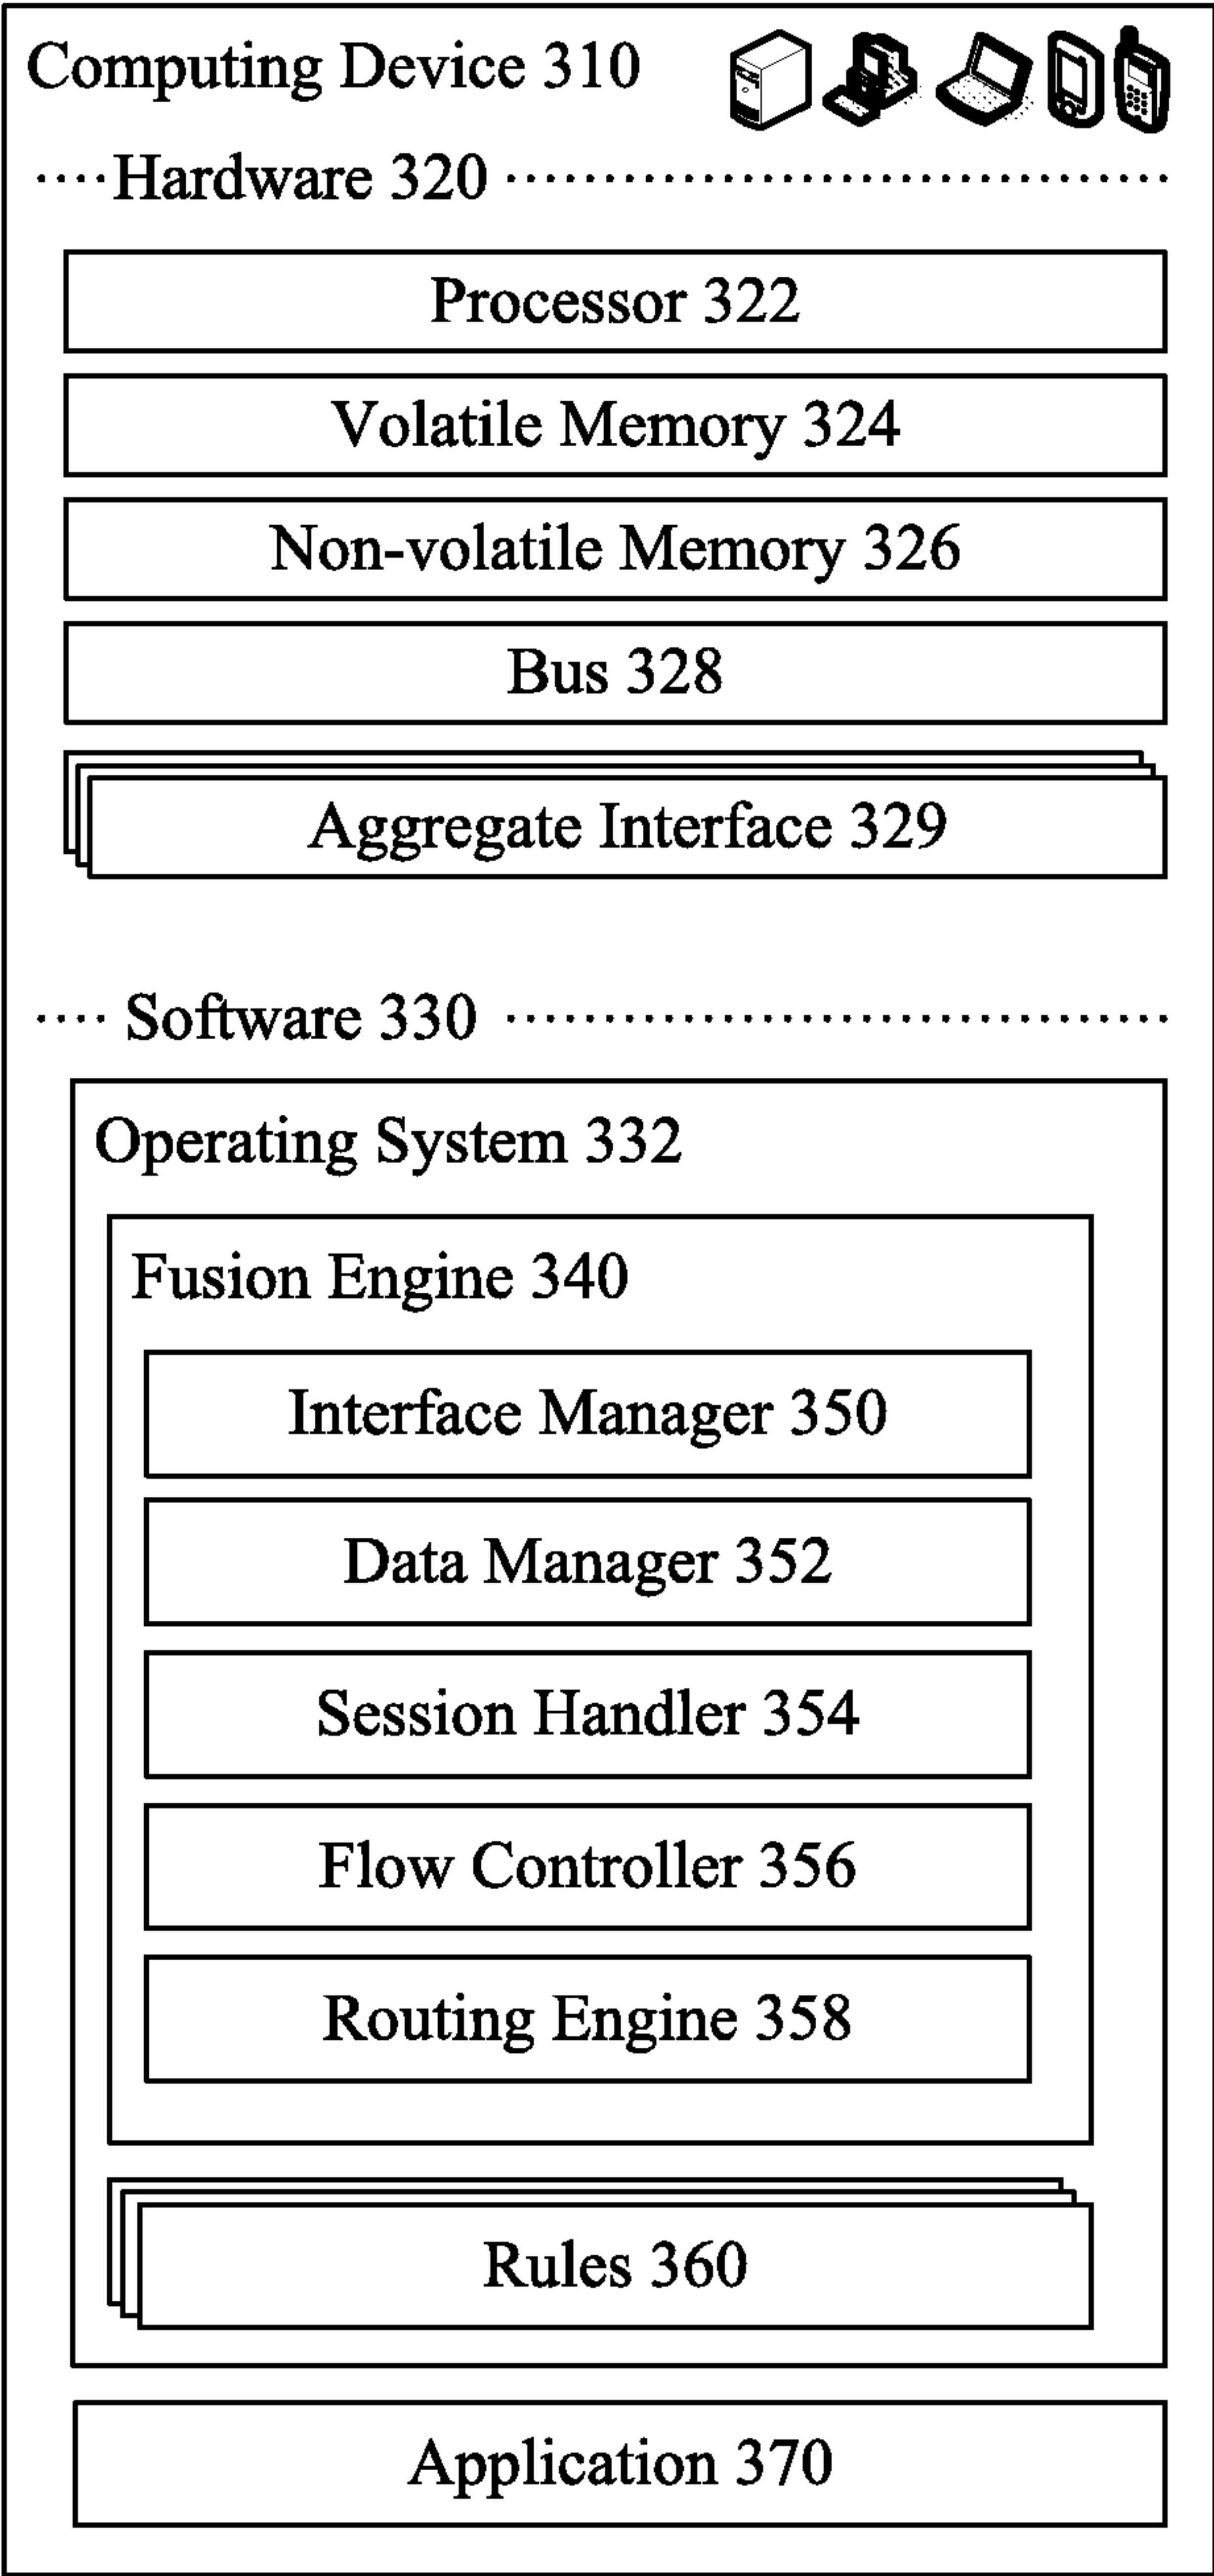 Computing Device 310
Hardware 320
Processor 322
Volatile Memory 324
Non-volatile Memory 326
Bus 328
Aggregate Interface 329
Software 330
Operating System 332
Fusion Engine 340
Interface Manager 350
Data Manager 352
Session Handler 354
Flow Controller 356
Routing Engine 358
Rules 360
Application 370